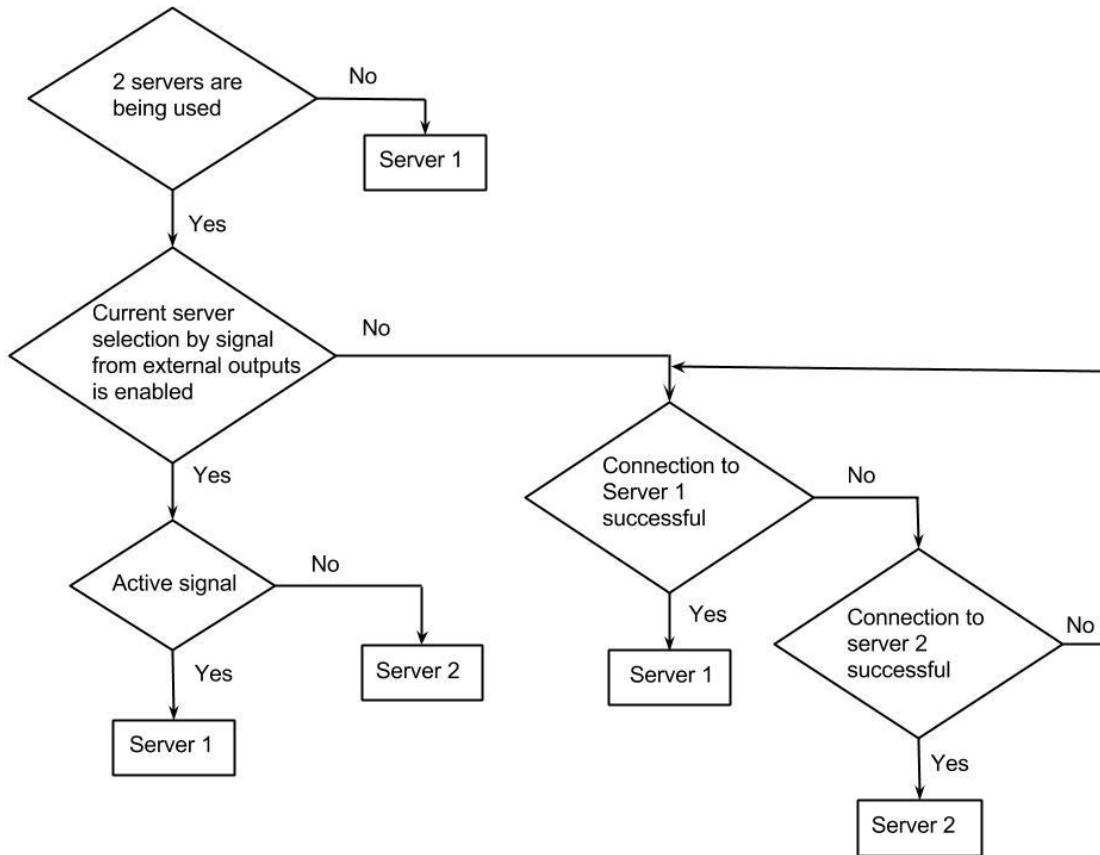 2 servers are
being used
No
Server 1
Yes
Current server
selection by signal
from external outputs
is enabled
No
Yes
Active signal
No
Server 2
Yes
Server 1
Connection to
Server 1
successful
No
Yes
Server 1
Connection to
server 2
successful
No
Yes
Server 2